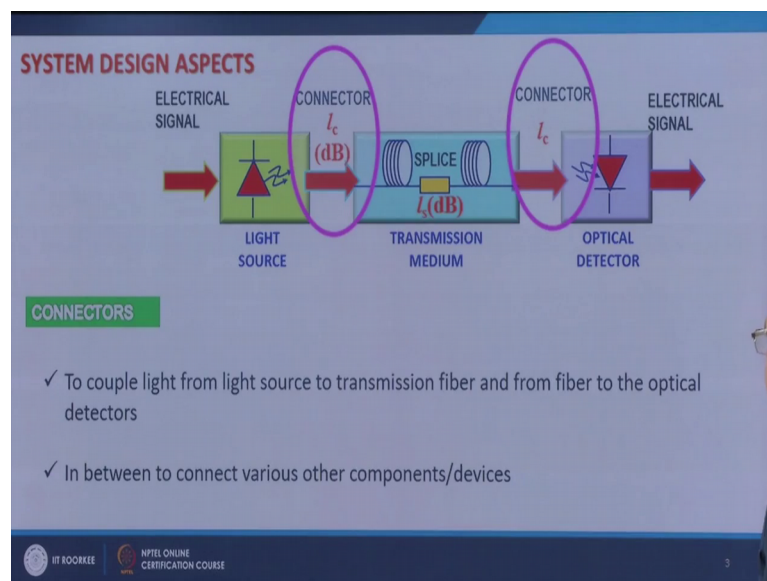 SYSTEM DESIGN ASPECTS
ELECTRICAL
SIGNAL
CONNECTOR
lc
(dB)
SPLICE
ls(dB)
CONNECTOR
lc
ELECTRICAL
SIGNAL
LIGHT
SOURCE
TRANSMISSION
MEDIUM
OPTICAL
DETECTOR
CONNECTORS
✓ To couple light from light source to transmission fiber and from fiber to the optical
detectors
✓ In between to connect various other components/devices
IIT ROORKEE
NPTEL ONLINE
CERTIFICATION COURSE
3